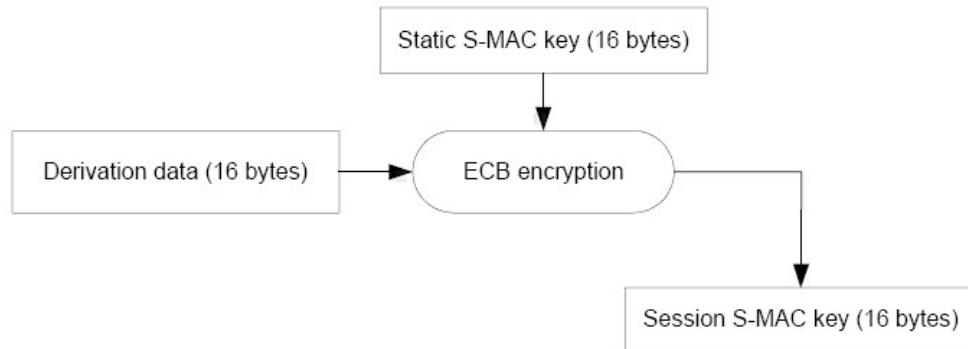 Static S-MAC key (16 bytes)
Derivation data (16 bytes)
ECB encryption
Session S-MAC key (16 bytes)